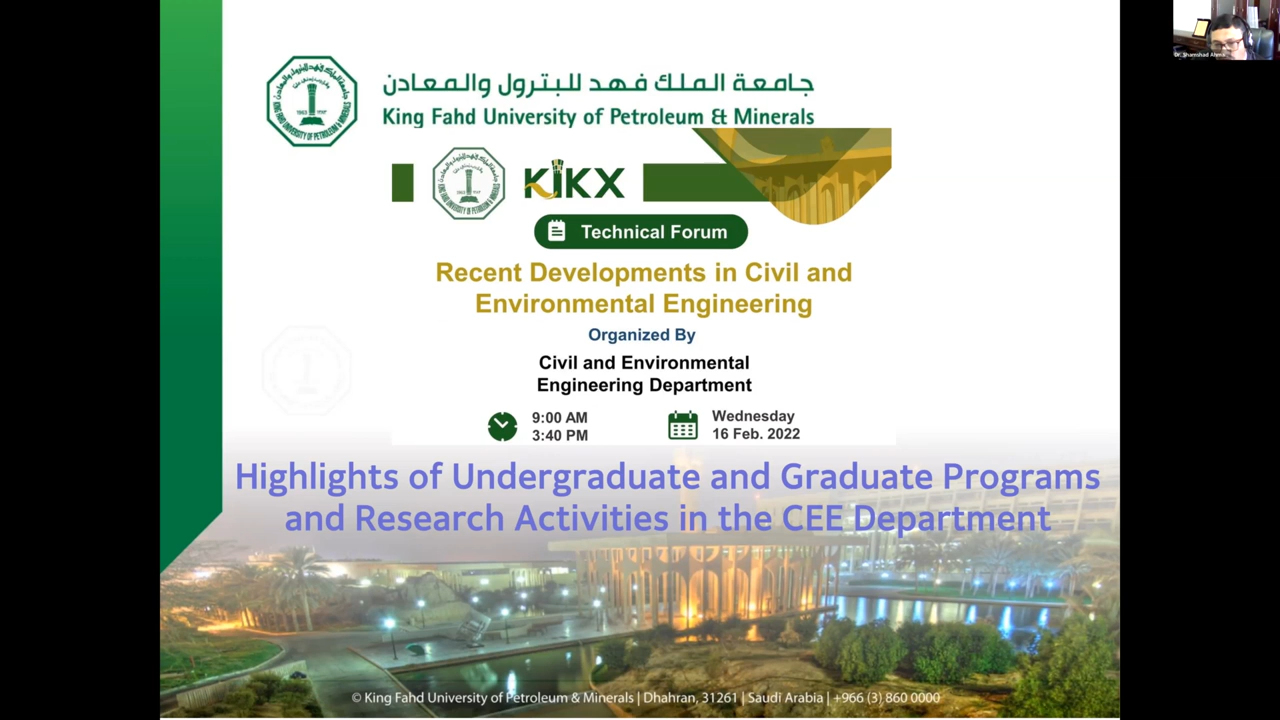 جامعة الملك فهد للبترول والمعادن
King Fahd University of Petroleum & Minerals
KIKX
Technical Forum
Recent Developments in Civil and
Environmental Engineering
Organized By
Civil and Environmental
Engineering Department
9:00 AM
3:40 PM
Wednesday
16 Feb. 2022
Highlights of Undergraduate and Graduate Programs
and Research Activities in the CEE Department
© King Fahd University of Petroleum & Minerals | Dhahran, 31261 | Saudi Arabia | +966 (3) 860 0000